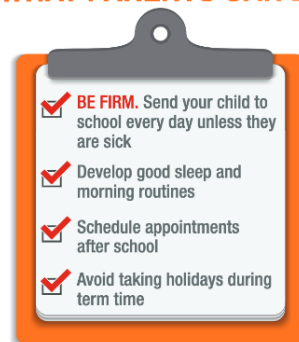 BE FIRM. Send your child to
school every day unless they
are sick
Develop good sleep and
morning routines
Schedule appointments
after school
Avoid taking holidays during
term time